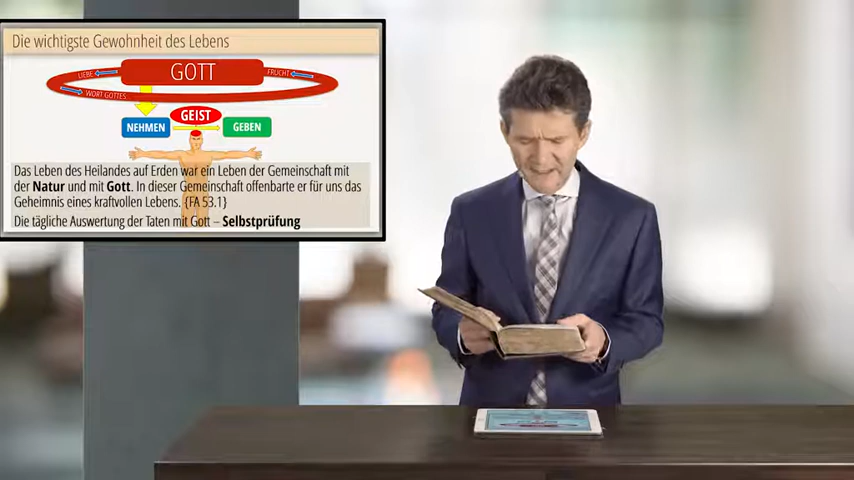 Die wichtigste Gewohnheit des Lebens
GOTT
LIEBE
FRUCHT
WORT GOTTES
GEIST
NEHMEN
GEBEN
Das Leben des Heilandes auf Erden war ein Leben der Gemeinschaft mit
der Natur und mit Gott. In dieser Gemeinschaft offenbarte er für uns das
Geheimnis eines kraftvollen Lebens. {FA 53.1}
Die tägliche Auswertung der Taten mit Gott – Selbstprüfung